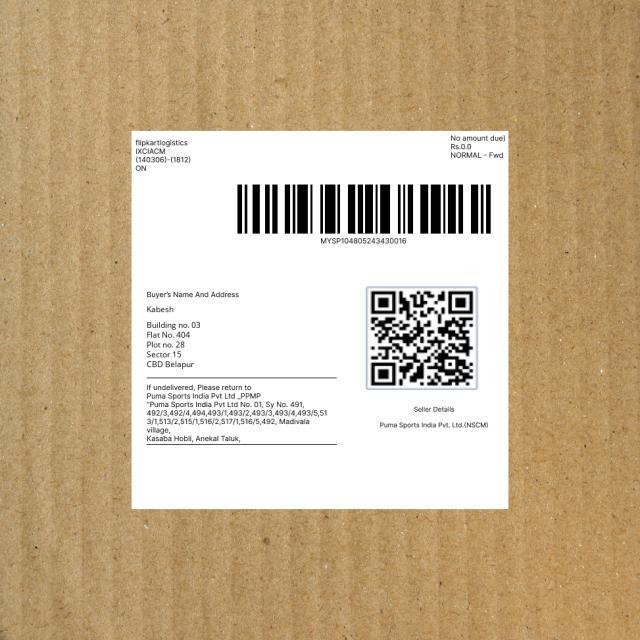 flipkartlogistics
IXCIACM
(140306)-(1812)
ON
No amount due)
Rs.0.0
NORMAL - Fwd
MYSP104805243430016
Buyer's Name And Address
Kabesh
Building no. 03
Flat No. 404
Plot no. 28
Sector 15
CBD Belapur
If undelivered, Please return to
Puma Sports India Pvt Ltd _PPMP
"Puma Sports India Pvt Ltd No. 01, Sy No. 491,
492/3,492/4,494,493/1,493/2,493/3,493/4,493/5,51
3/1,513/2,515/1,516/2,517/1,516/5,492, Madivala
village,
Kasaba Hobli, Anekal Taluk,
Seller Details
Puma Sports India Pvt. Ltd.(NSCM)